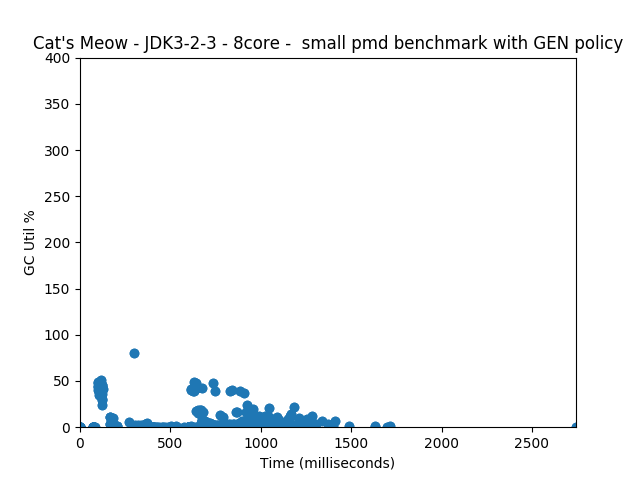 Cat's Meow - JDK3-2-3 - 8core -  small pmd benchmark with GEN policy
400
350
300
250
200
150
100
50
0
GC Util %
0 500 1000 1500 2000 2500
Time (milliseconds)